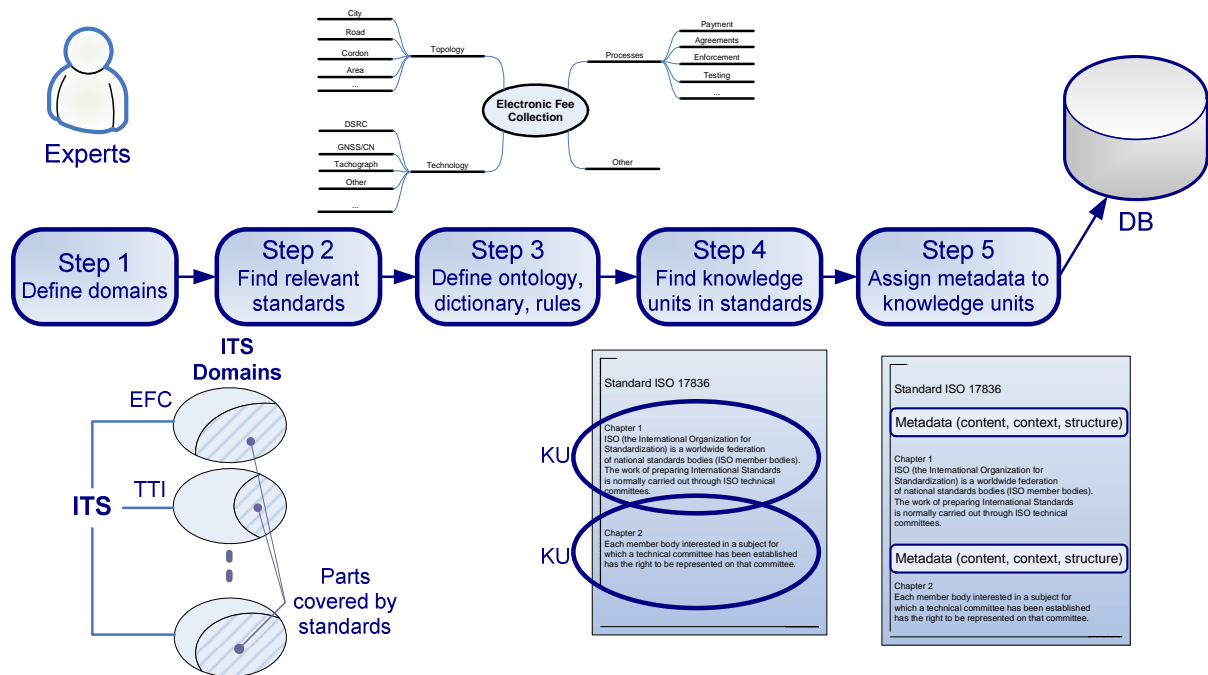 City
Road
Cordon
Area
...
Topology
DSRC
GNSS/CN
Tachograph
Other
...
Technology
Electronic Fee
Collection
Processes
Payment
Agreements
Enforcement
Testing
...
Other
Experts
DB
Step 1
Define domains
Step 2
Find relevant
standards
Step 3
Define ontology,
dictionary, rules
Step 4
Find knowledge
units in standards
Step 5
Assign metadata to
knowledge units
ITS
Domains
EFC
TTI
ITS
Parts
covered by
standards
Standard ISO 17836
KU
Chapter 1
ISO (the International Organization for
Standardization) is a worldwide federation
of national standards bodies (ISO member bodies).
The work of preparing International Standards
is normally carried out through ISO technical
committees.
KU
Chapter 2
Each member body interested in a subject for
which a technical committee has been established
has the right to be represented on that committee.
Standard ISO 17836
Metadata (content, context, structure)
Chapter 1
ISO (the International Organization for
Standardization) is a worldwide federation
of national standards bodies (ISO member bodies).
The work of preparing International Standards
is normally carried out through ISO technical
committees.
Metadata (content, context, structure)
Chapter 2
Each member body interested in a subject for
which a technical committee has been established
has the right to be represented on that committee.